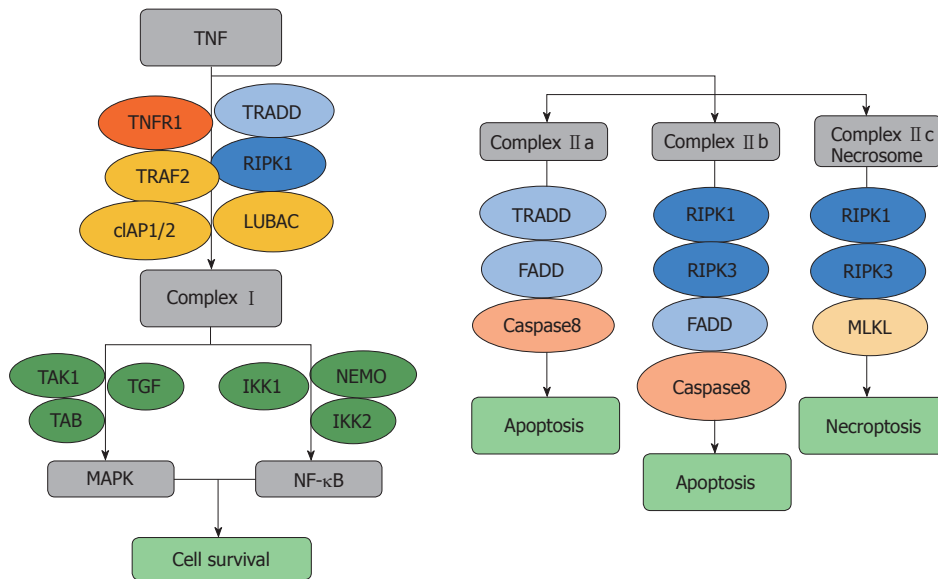 TNF
TNFR1
TRADD
TRAF2
RIPK1
cIAP1/2
LUBAC
Complex Ⅰ
TAK1
TGF
TAB
IKK1
NEMO
IKK2
MAPK
NF-κB
Cell survival
Complex Ⅱa
TRADD
FADD
Caspase8
Apoptosis
Complex Ⅱb
RIPK1
RIPK3
FADD
Caspase8
Apoptosis
Complex Ⅱc
Necrosome
RIPK1
RIPK3
MLKL
Necroptosis